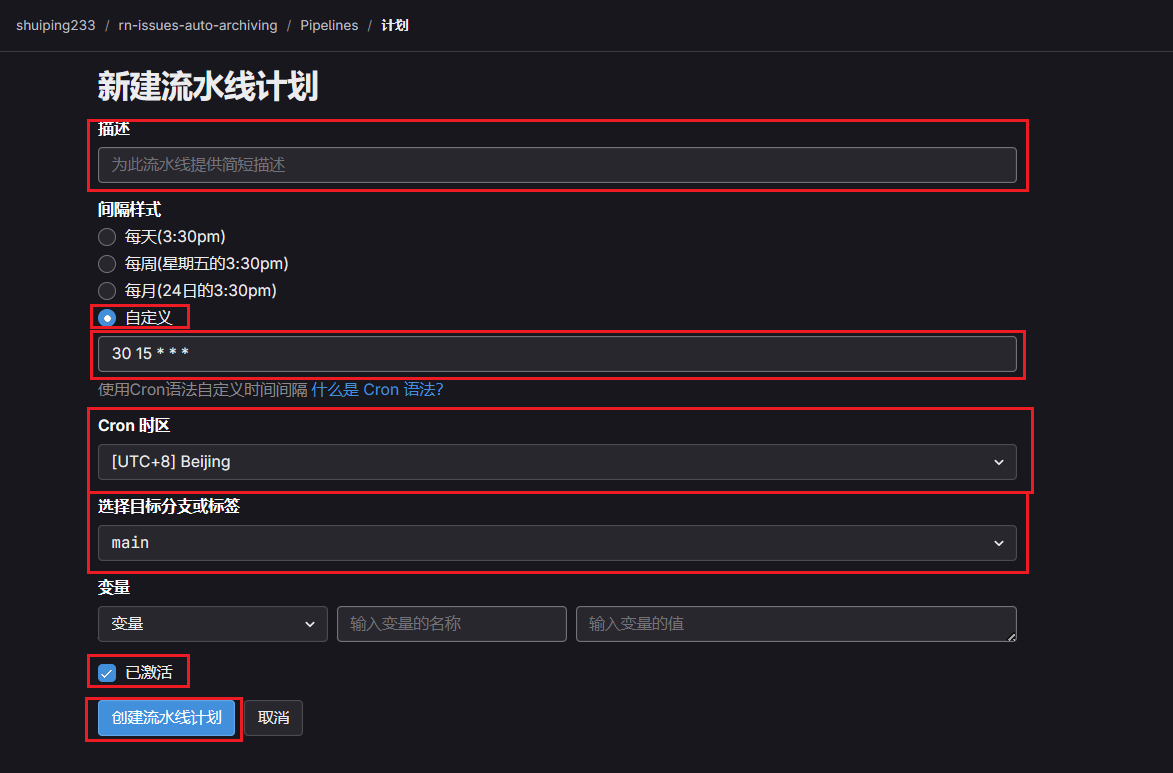 shuiping233 / rn-issues-auto-archiving / Pipelines / 计划
新建流水线计划
描述
为此流水线提供简短描述
间隔样式
每天(3:30pm)
每周(星期五的3:30pm)
每月(24日的3:30pm)
自定义
30 15 * * *
使用Cron语法自定义时间间隔 什么是 Cron 语法?
Cron 时区
[UTC+8] Beijing
选择目标分支或标签
main
变量
变量 输入变量的名称 输入变量的值
已激活
创建流水线计划 取消